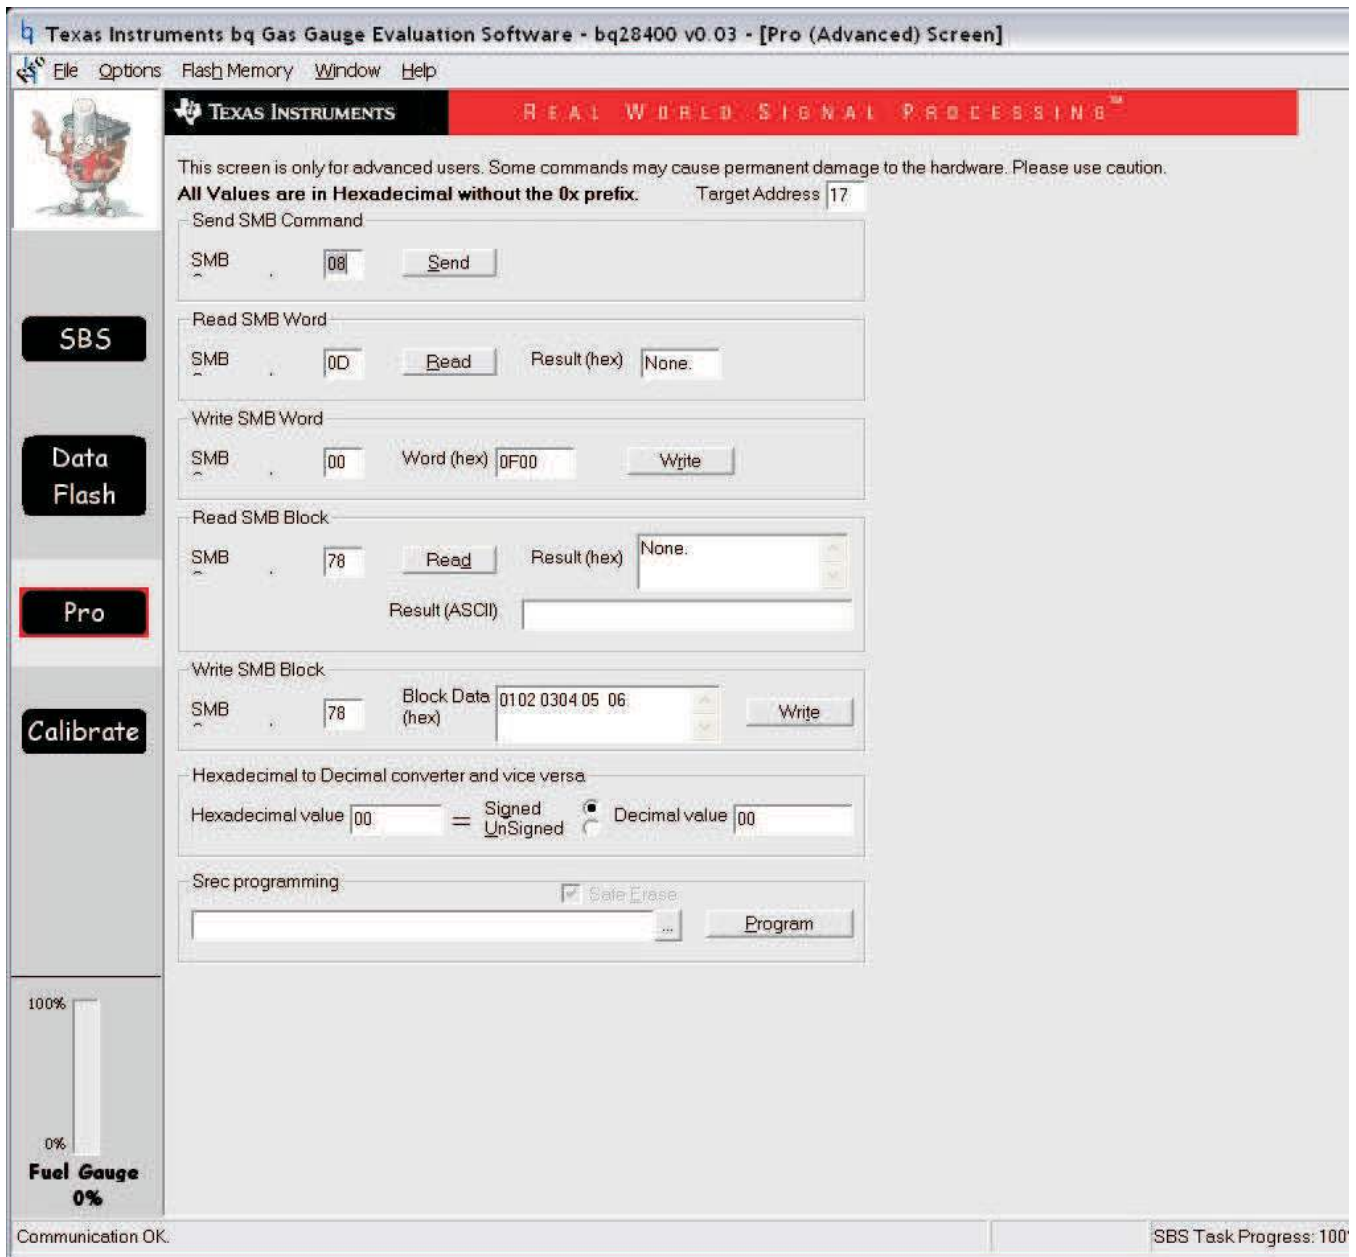 Texas Instruments bq Gas Gauge Evaluation Software - bq28400 v0.03 - [Pro (Advanced) Screen]
Pro File Options Flash Memory Window Help
TEXAS INSTRUMENTS REAL WORLD SIGNAL PROCESSING™
This screen is only for advanced users. Some commands may cause permanent damage to the hardware. Please use caution.
All Values are in Hexadecimal without the 0x prefix. Target Address 17
Send SMB Command
SMB 08 Send
Read SMB Word
SMB 0D Read Result (hex) None.
Write SMB Word
SMB 00 Word (hex) 0F00 Write
Read SMB Block
SMB 78 Read Result (hex) None.
Result (ASCII)
Write SMB Block
SMB 78 Block Data (hex) 0102 0304 05 06 Write
Hexadecimal to Decimal converter and vice versa
Hexadecimal value 00 = Signed UnSigned Decimal value 00
Srec programming Safe Erase
... Program
SBS
Data
Flash
Pro
Calibrate
100%
0%
Fuel Gauge
0%
Communication OK. SBS Task Progress: 100%